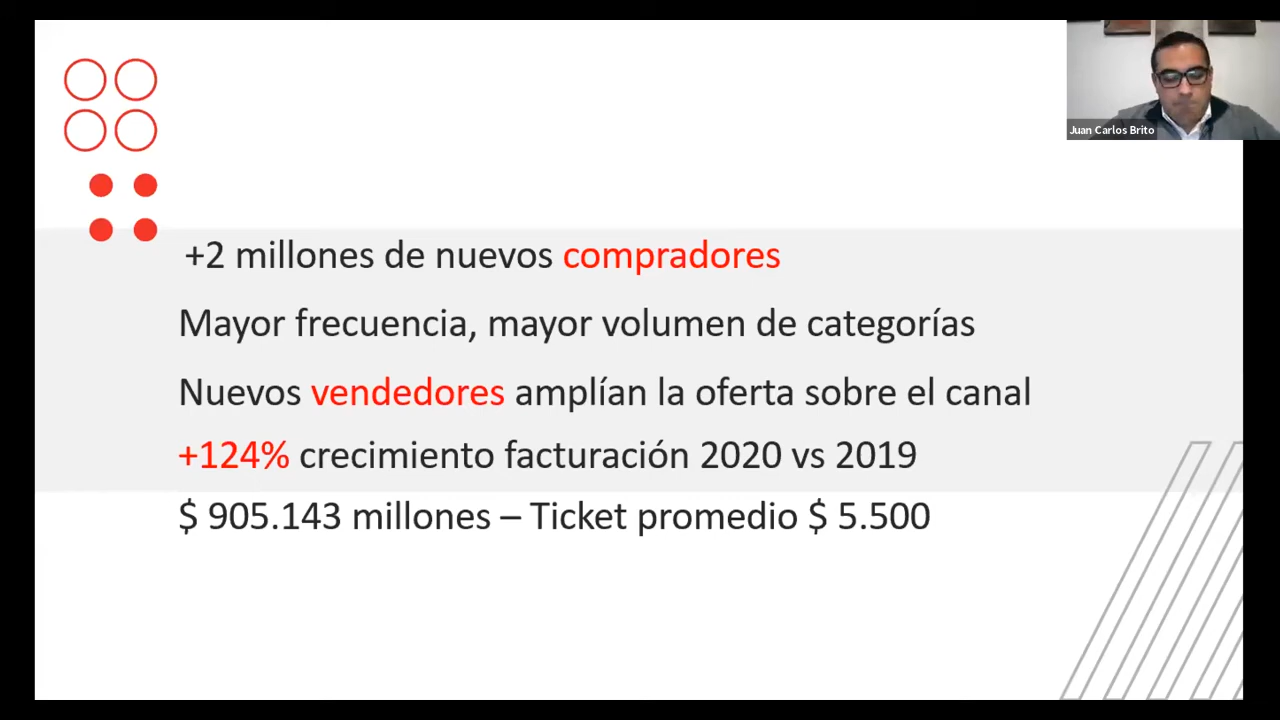 Juan Carlos Brito
+2 millones de nuevos compradores
Mayor frecuencia, mayor volumen de categorías
Nuevos vendedores amplían la oferta sobre el canal
+124% crecimiento facturación 2020 vs 2019
$ 905.143 millones – Ticket promedio $ 5.500